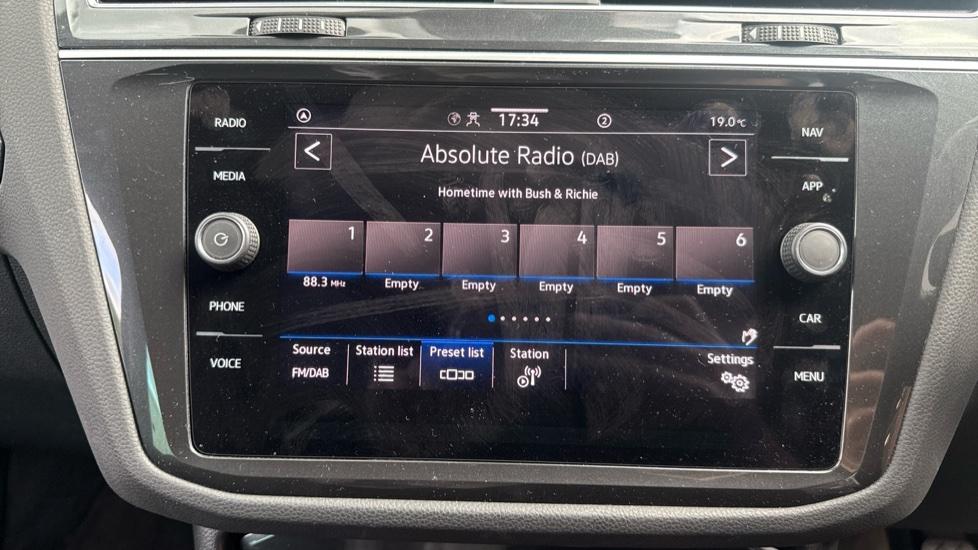 RADIO
MEDIA
PHONE
VOICE
17:34
2
19.0°C
< Absolute Radio (DAB) >
Hometime with Bush & Richie
1 2 3 4 5 6
88.3 MHz Empty Empty Empty Empty Empty
Source Station list Preset list Station Settings
FM/DAB
NAV
APP
CAR
MENU